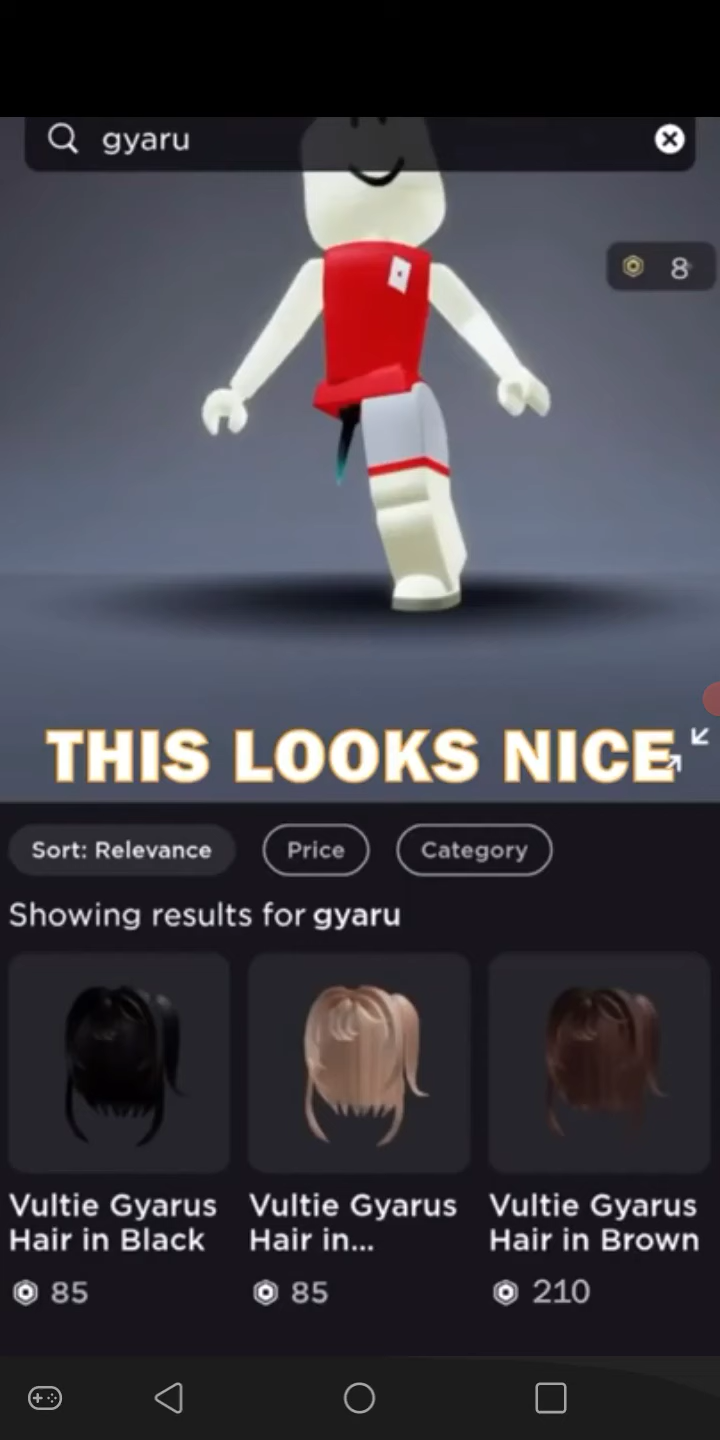 gyaru
8
THIS LOOKS NICE
Sort: Relevance
Price
Category
Showing results for gyaru
Vultie Gyarus
Hair in Black
85
Vultie Gyarus
Hair in...
85
Vultie Gyarus
Hair in Brown
210